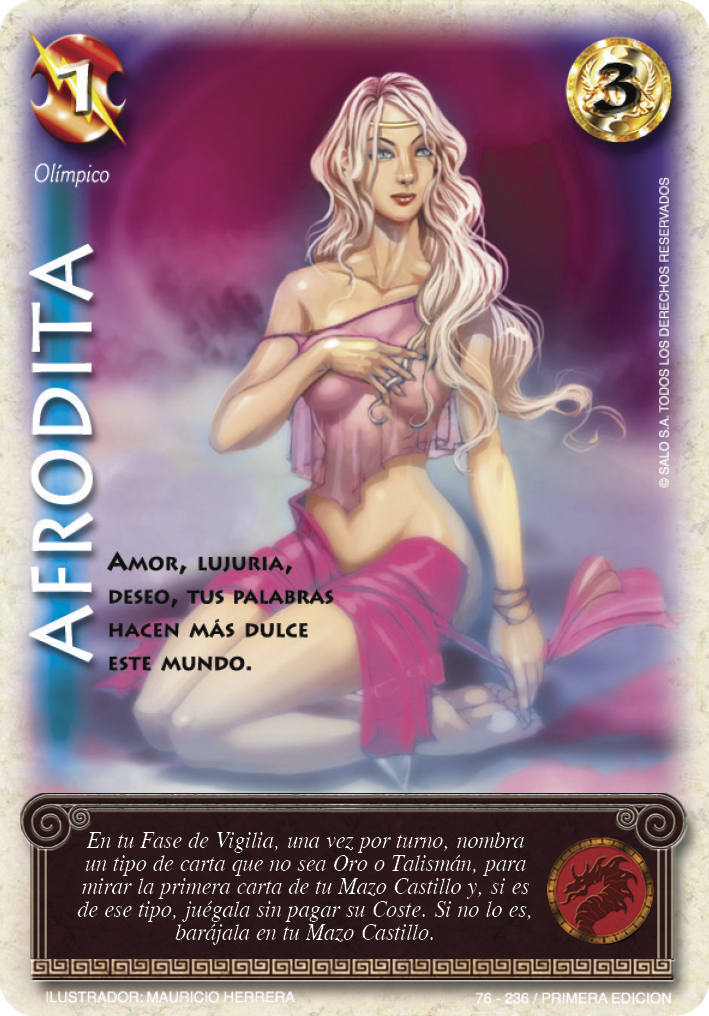 1
3
Olímpico
AFRODITA
© SALO S.A. TODOS LOS DERECHOS RESERVADOS
AMOR, LUJURIA,
DESEO, TUS PALABRAS
HACEN MÁS DULCE
ESTE MUNDO.
En tu Fase de Vigilia, una vez por turno, nombra
un tipo de carta que no sea Oro o Talismán, para
mirar la primera carta de tu Mazo Castillo y, si es
de ese tipo, juégala sin pagar su Coste. Si no lo es,
barájala en tu Mazo Castillo.
ILUSTRADOR: MAURICIO HERRERA
76 - 236 / PRIMERA EDICION